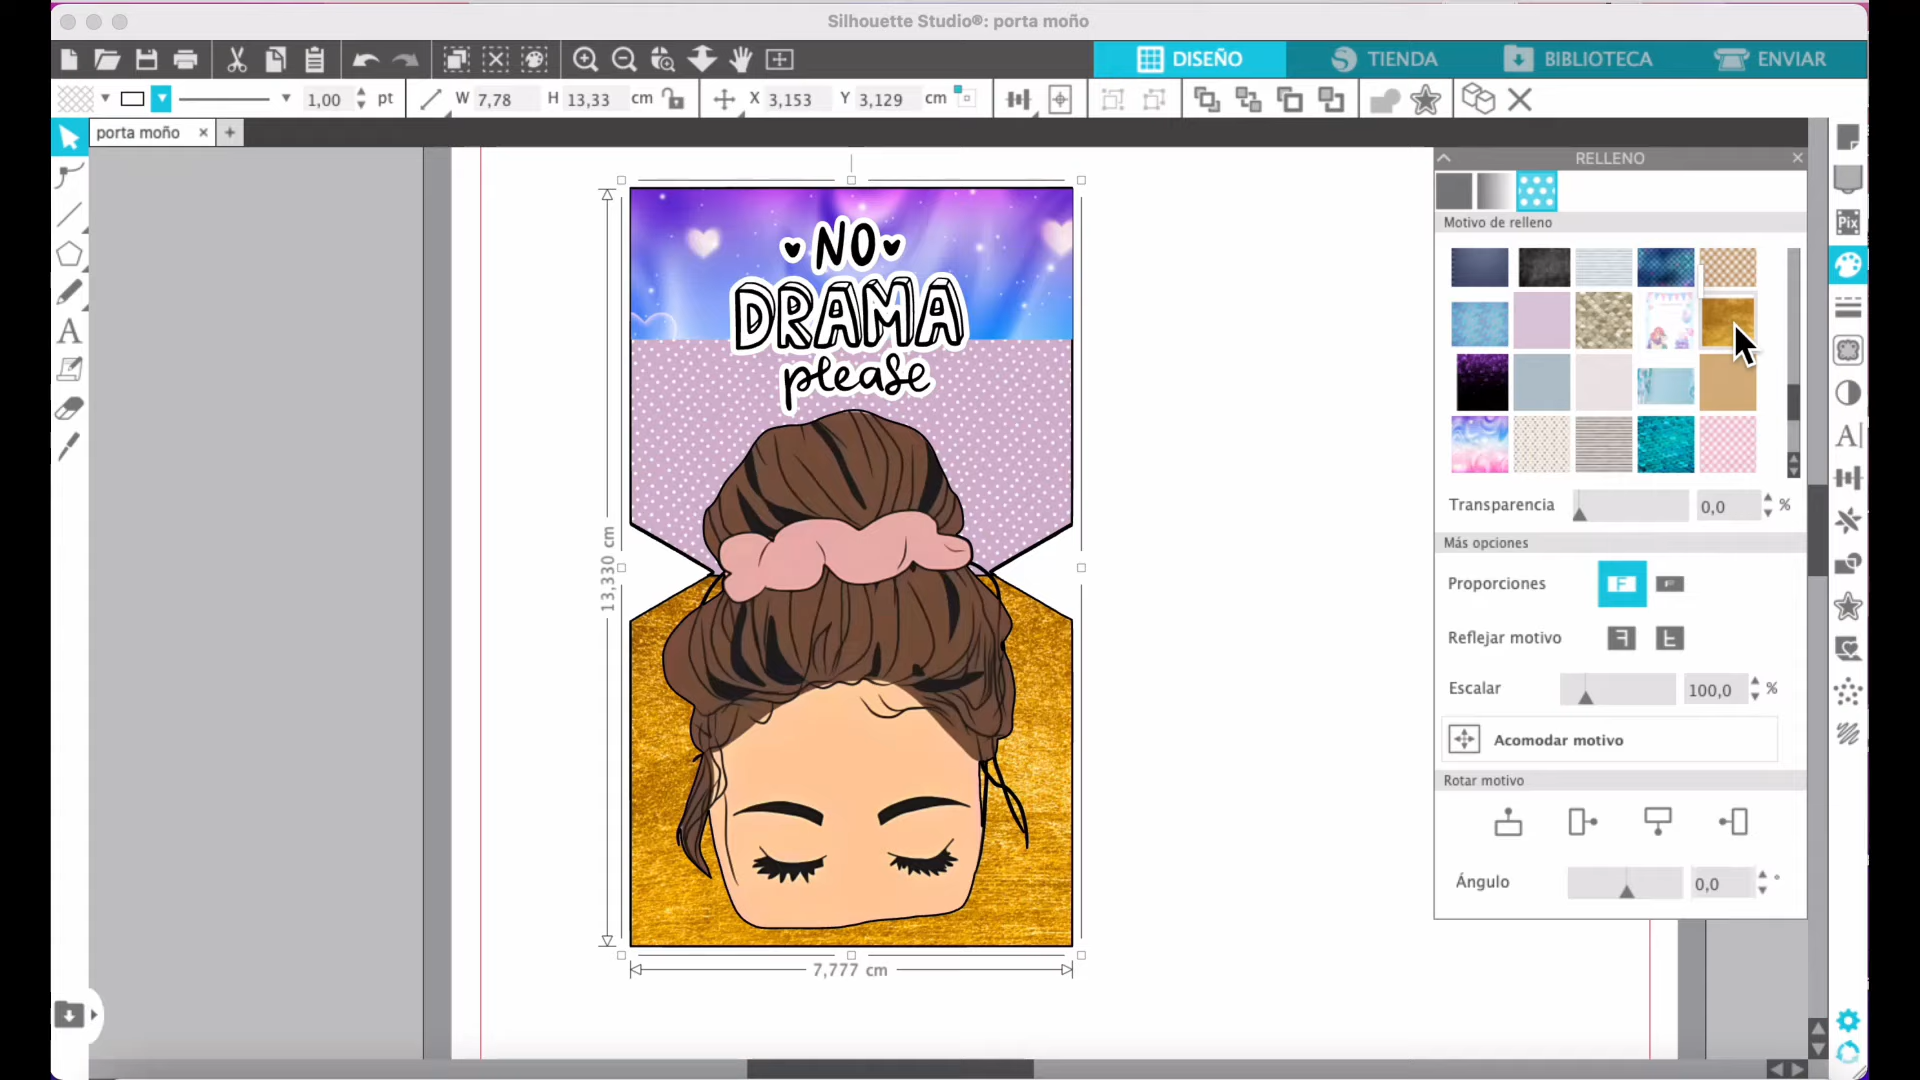 Silhouette Studio®: porta moño
DISEÑO
TIENDA
BIBLIOTECA
ENVIAR
1,00 pt
W 7,78
H 13,33 cm
X 3,153
Y 3,129 cm
porta moño
RELLENO
Pix
Motivo de relleno
NO
DRAMA
please
Transparencia 0,0 %
Más opciones
Proporciones
Reflejar motivo
Escalar 100,0 %
Acomodar motivo
Rotar motivo
Ángulo 0,0 °
13,330 cm
7,777 cm